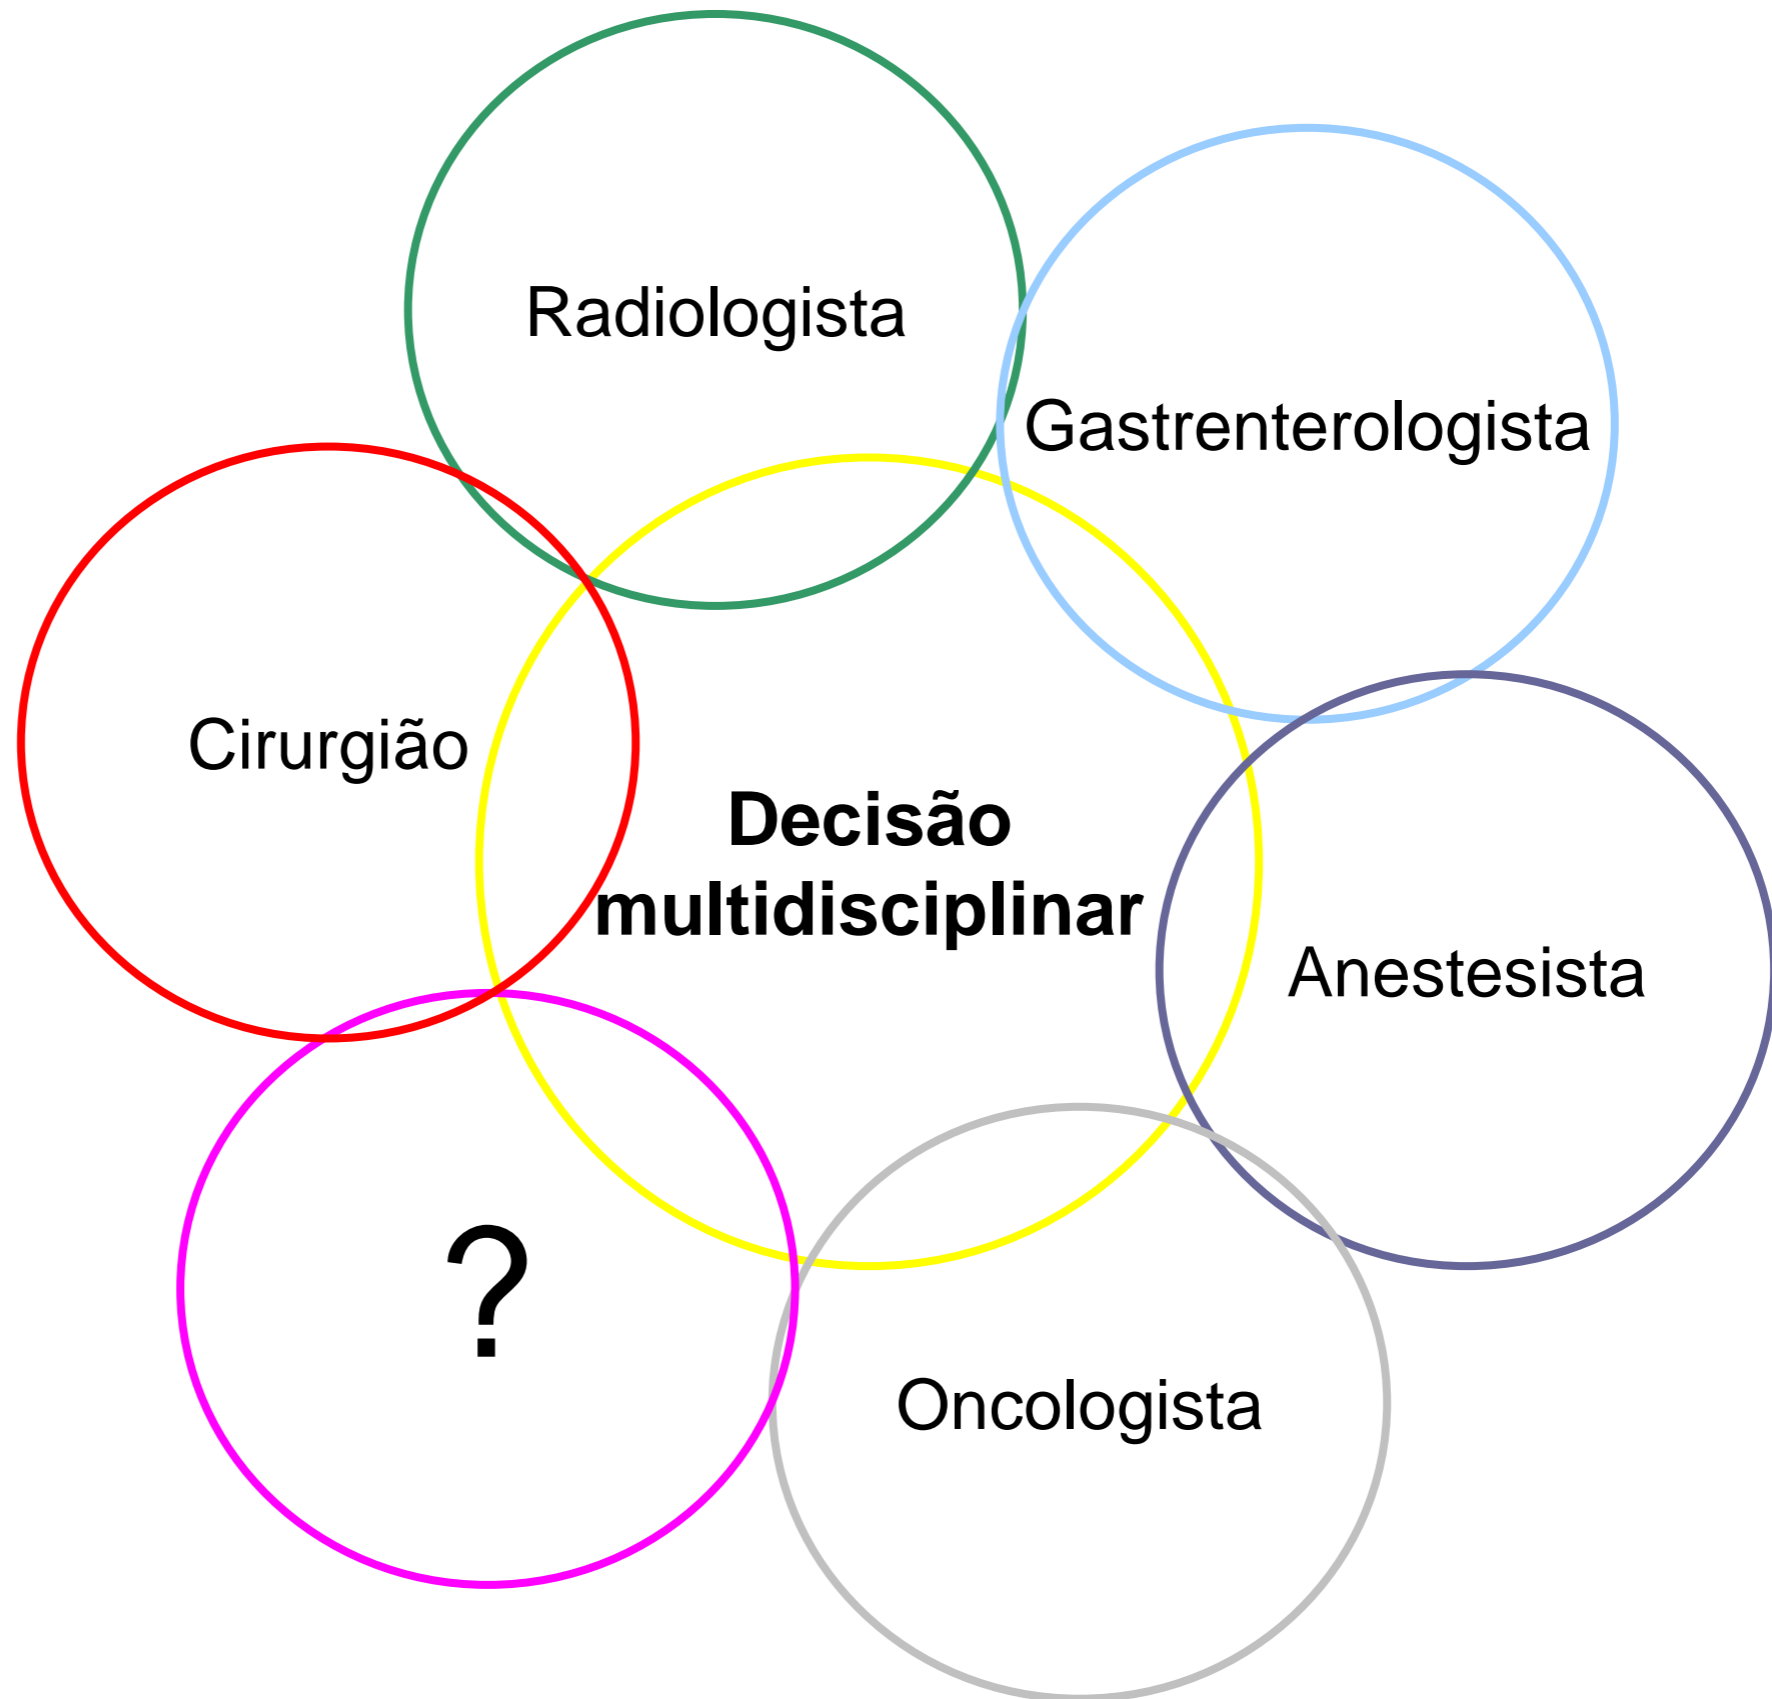 Radiologista
Gastrenterologista
Cirurgião
Decisão
multidisciplinar
Anestesista
?
Oncologista